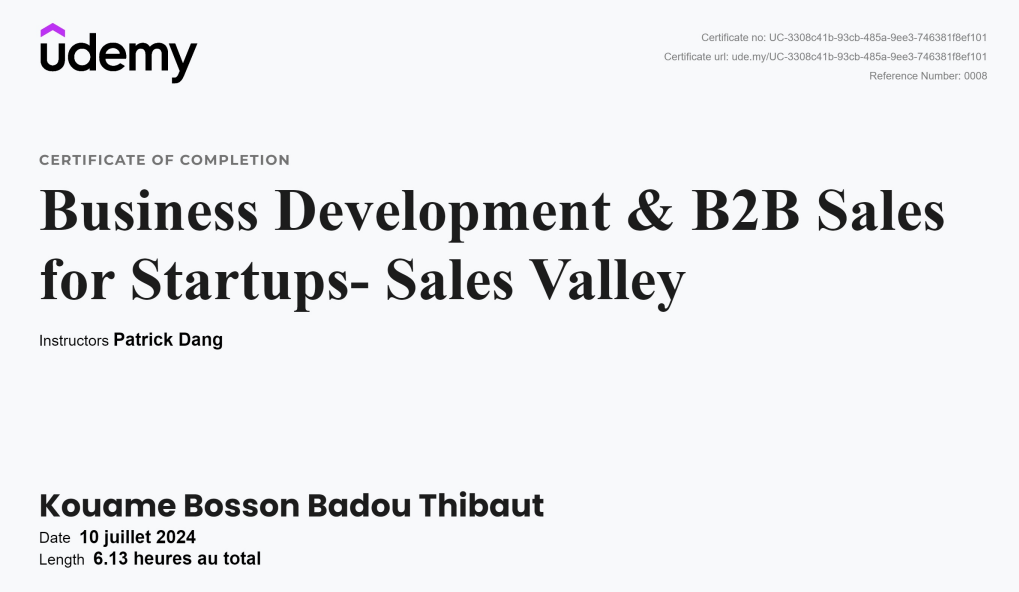 udemy
Certificate no: UC-3308c41b-93cb-485a-9ee3-746381f8ef101
Certificate url: ude.my/UC-3308c41b-93cb-485a-9ee3-746381f8ef101
Reference Number: 0008
CERTIFICATE OF COMPLETION
Business Development & B2B Sales
for Startups- Sales Valley
Instructors Patrick Dang
Kouame Bosson Badou Thibaut
Date 10 juillet 2024
Length 6.13 heures au total